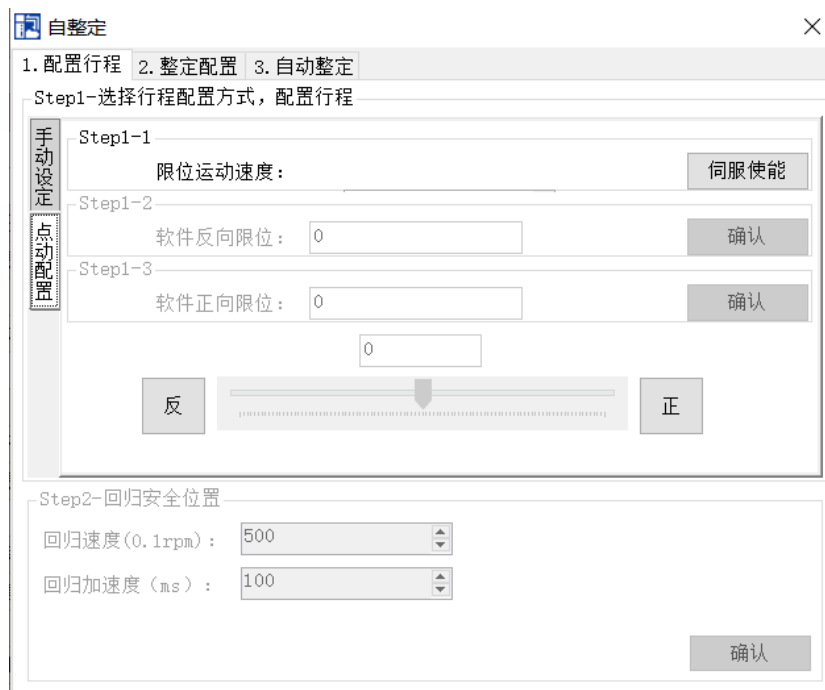 自整定
1.配置行程 2.整定配置 3.自动整定
Step1-选择行程配置方式，配置行程
手动设定
点动配置
Step1-1
限位运动速度： 伺服使能
Step1-2
软件反向限位： 0 确认
Step1-3
软件正向限位： 0 确认
0
反 正
Step2-回归安全位置
回归速度(0.1rpm)： 500
回归加速度（ms）： 100
确认